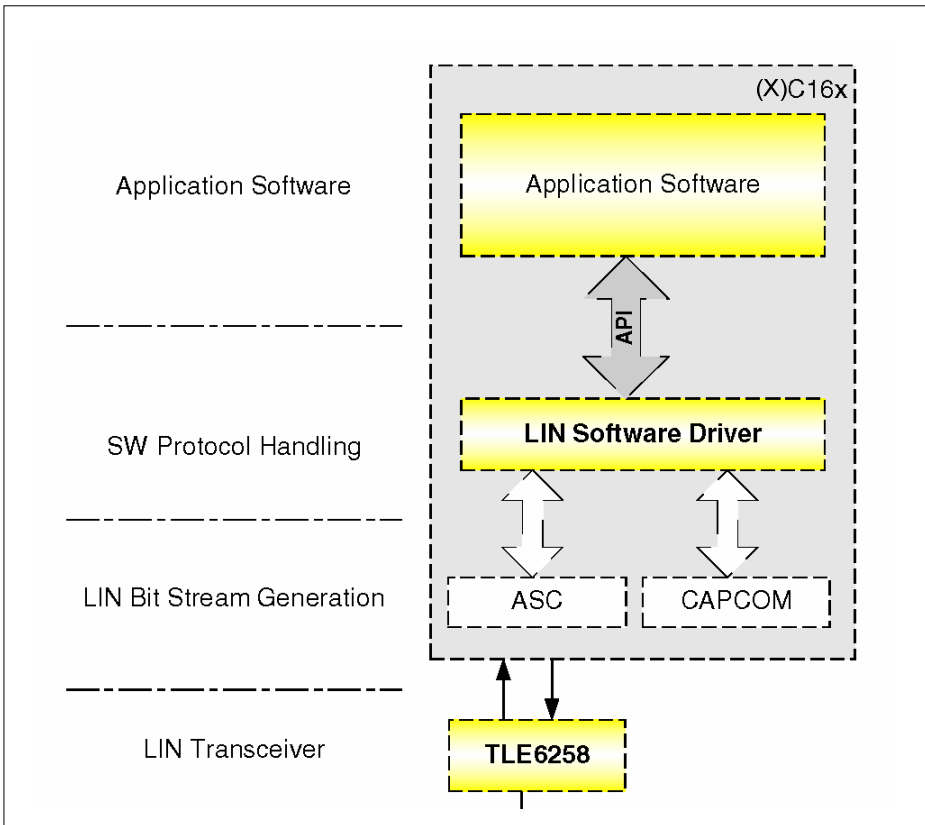 (X)C16x
Application Software
Application Software
API
SW Protocol Handling
LIN Software Driver
LIN Bit Stream Generation
ASC
CAPCOM
LIN Transceiver
TLE6258